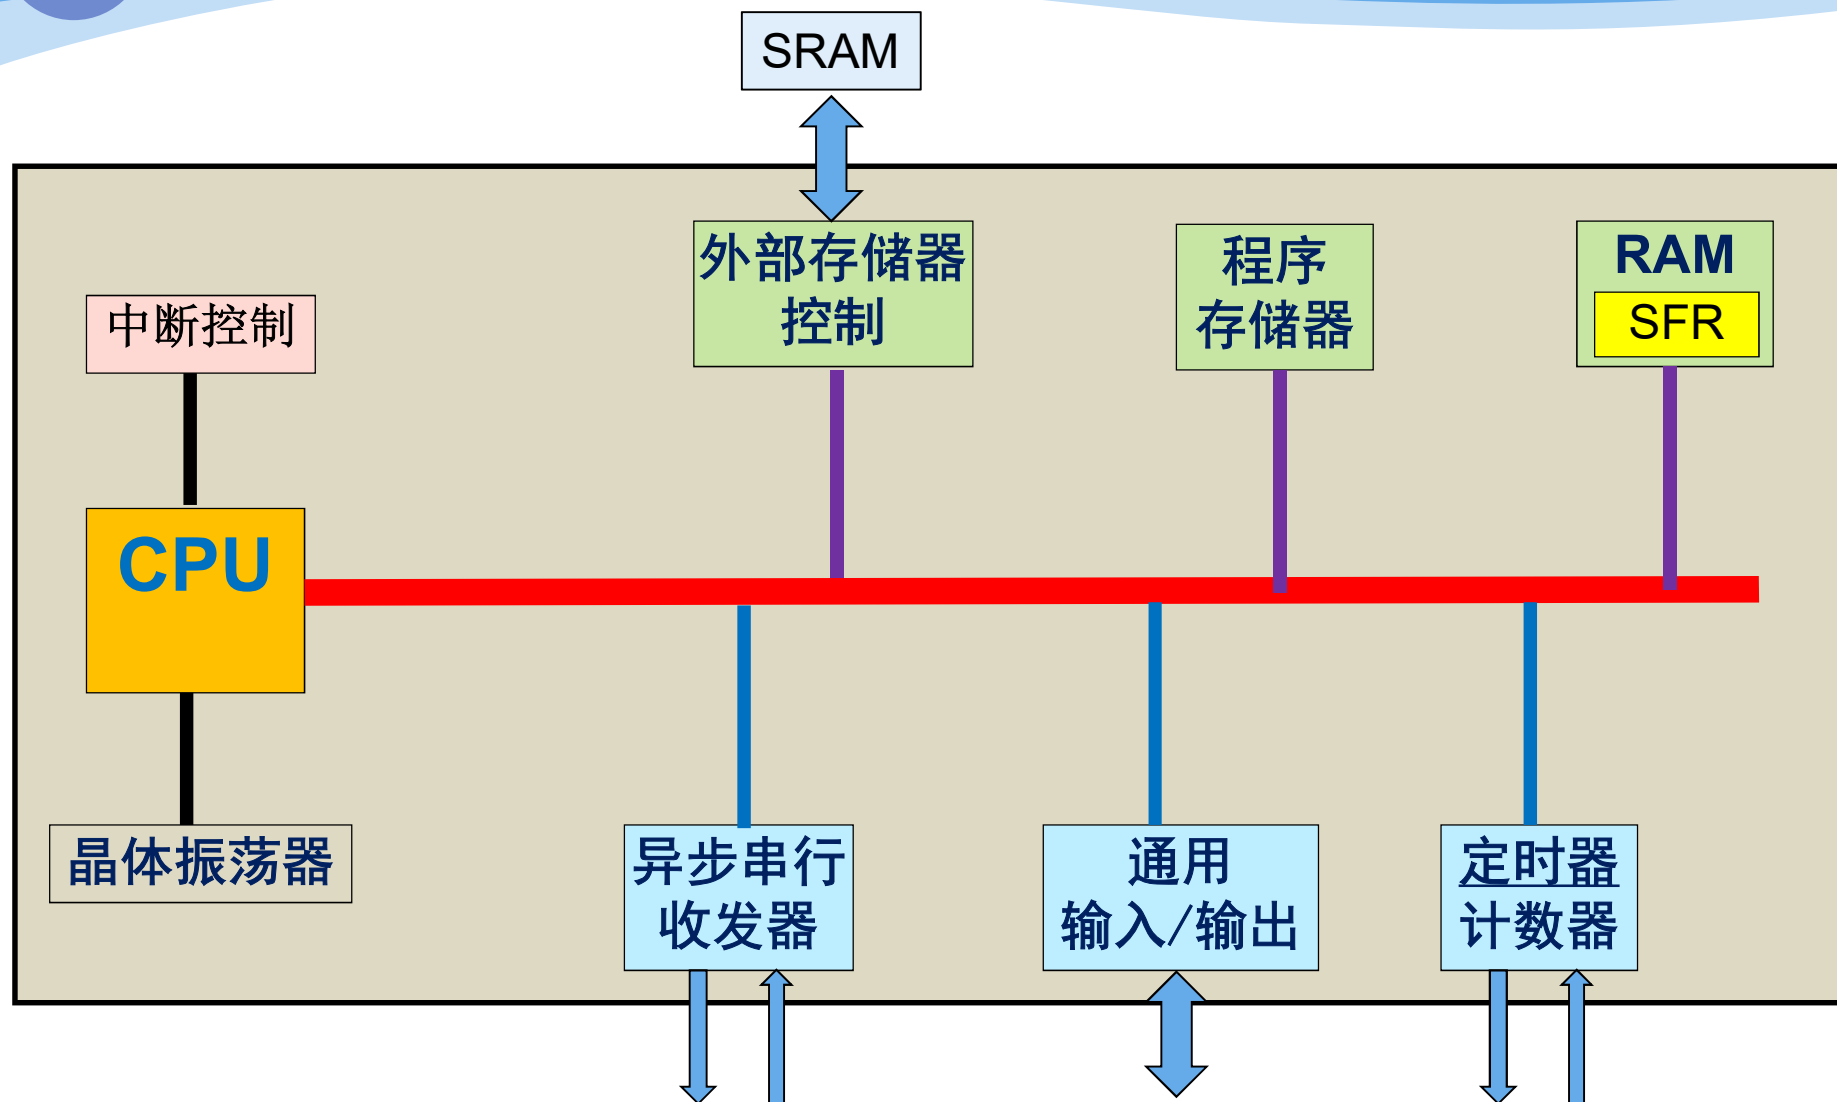 SRAM
外部存储器
控制
程序
存储器
RAM
SFR
中断控制
CPU
晶体振荡器
异步串行
收发器
通用
输入/输出
定时器
计数器